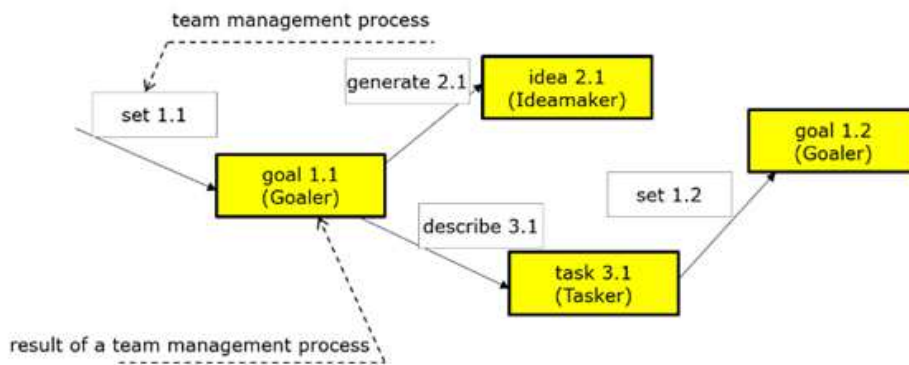 team management process
generate 2.1
idea 2.1
(Ideamaker)
set 1.1
goal 1.2
(Goaler)
goal 1.1
(Goaler)
set 1.2
describe 3.1
task 3.1
(Tasker)
result of a team management process